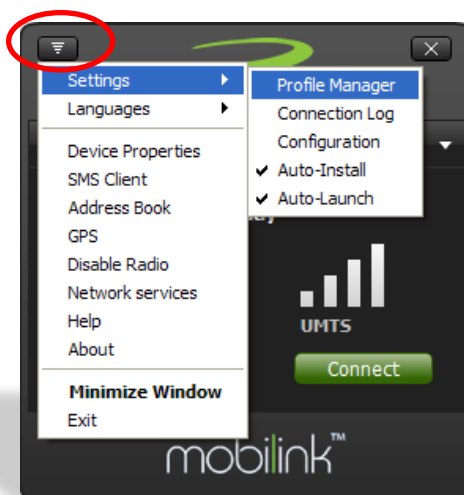 Settings
Languages
Device Properties
SMS Client
Address Book
GPS
Disable Radio
Network services
Help
About
Minimize Window
Exit
Profile Manager
Connection Log
Configuration
Auto-Install
Auto-Launch
UMTS
Connect
mobilink™